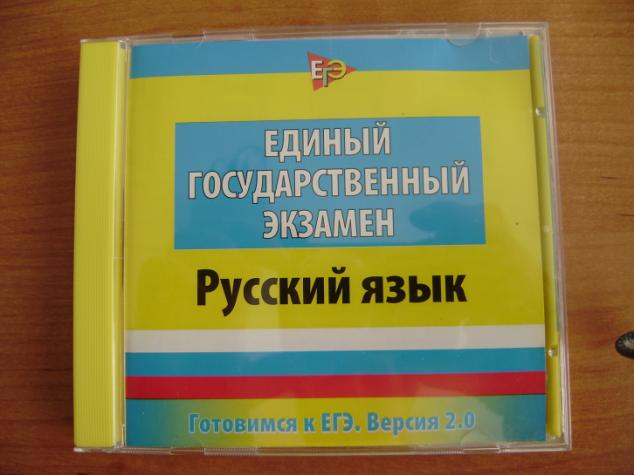 ЕГЭ
ЕДИНЫЙ
ГОСУДАРСТВЕННЫЙ
ЭКЗАМЕН
Русский язык
Готовимся к ЕГЭ. Версия 2.0